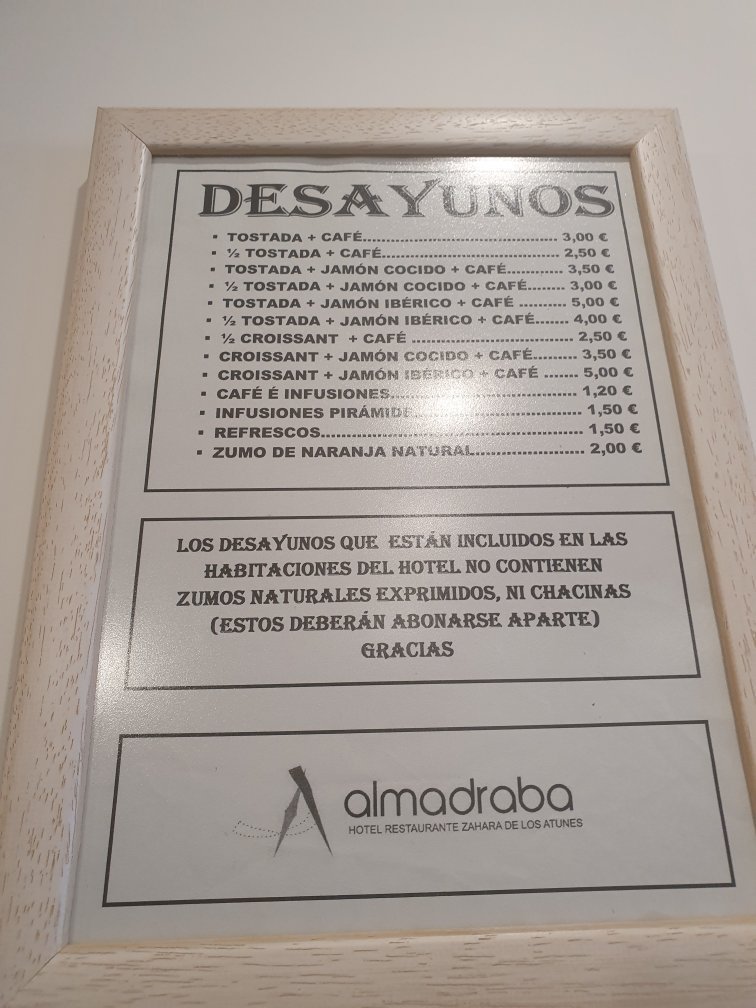 DESAYUNOS
▪ TOSTADA + CAFÉ.................................................. 3,00 €
▪ ½ TOSTADA + CAFÉ............................................. 2,50 €
▪ TOSTADA + JAMÓN COCIDO + CAFÉ............ 3,50 €
▪ ½ TOSTADA + JAMÓN COCIDO + CAFÉ........ 3,00 €
▪ TOSTADA + JAMÓN IBÉRICO + CAFÉ .......... 5,00 €
▪ ½ TOSTADA + JAMÓN IBÉRICO + CAFÉ....... 4,00 €
▪ ½ CROISSANT + CAFÉ ..................................... 2,50 €
▪ CROISSANT + JAMÓN COCIDO + CAFÉ......... 3,50 €
▪ CROISSANT + JAMÓN IBÉRICO + CAFÉ ....... 5,00 €
▪ CAFÉ É INFUSIONES........................................ 1,20 €
▪ INFUSIONES PIRÁMIDE.................................... 1,50 €
▪ REFRESCOS....................................................... 1,50 €
▪ ZUMO DE NARANJA NATURAL....................... 2,00 €
LOS DESAYUNOS QUE ESTÁN INCLUIDOS EN LAS
HABITACIONES DEL HOTEL NO CONTIENEN
ZUMOS NATURALES EXPRIMIDOS, NI CHACINAS
(ESTOS DEBERÁN ABONARSE APARTE)
GRACIAS
almadraba
HOTEL RESTAURANTE ZAHARA DE LOS ATUNES